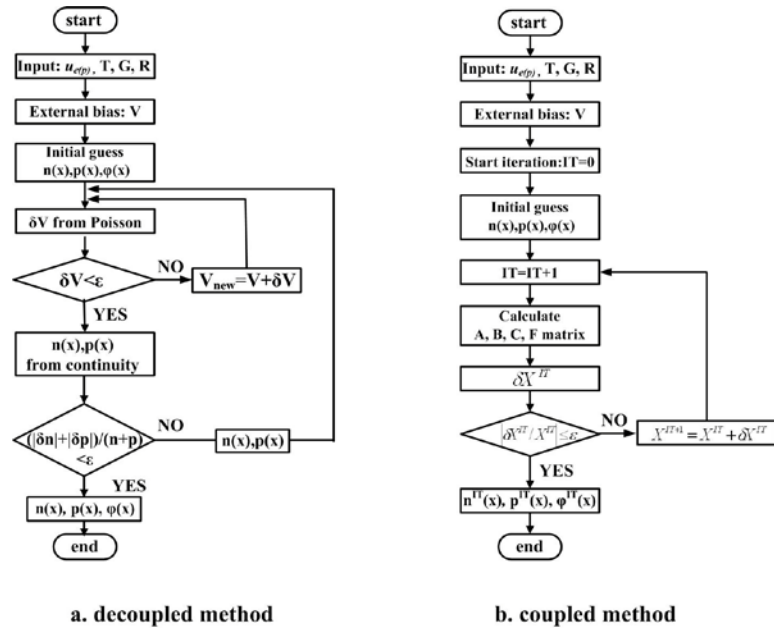 start
Input: u_e(p), T, G, R
External bias: V
Initial guess
n(x),p(x),φ(x)
δV from Poisson
δV<ε
NO
V_new=V+δV
YES
n(x),p(x)
from continuity
(|δn|+|δp|)/(n+p)
<ε
NO
n(x),p(x)
YES
n(x), p(x), φ(x)
end
a. decoupled method
start
Input: u_e(p), T, G, R
External bias: V
Start iteration:IT=0
Initial guess
n(x),p(x),φ(x)
IT=IT+1
Calculate
A, B, C, F matrix
δX^IT
|δX^IT/X^IT|≤ε
NO
X^IT+1=X^IT+δX^IT
YES
n^IT(x), p^IT(x), φ^IT(x)
end
b. coupled method